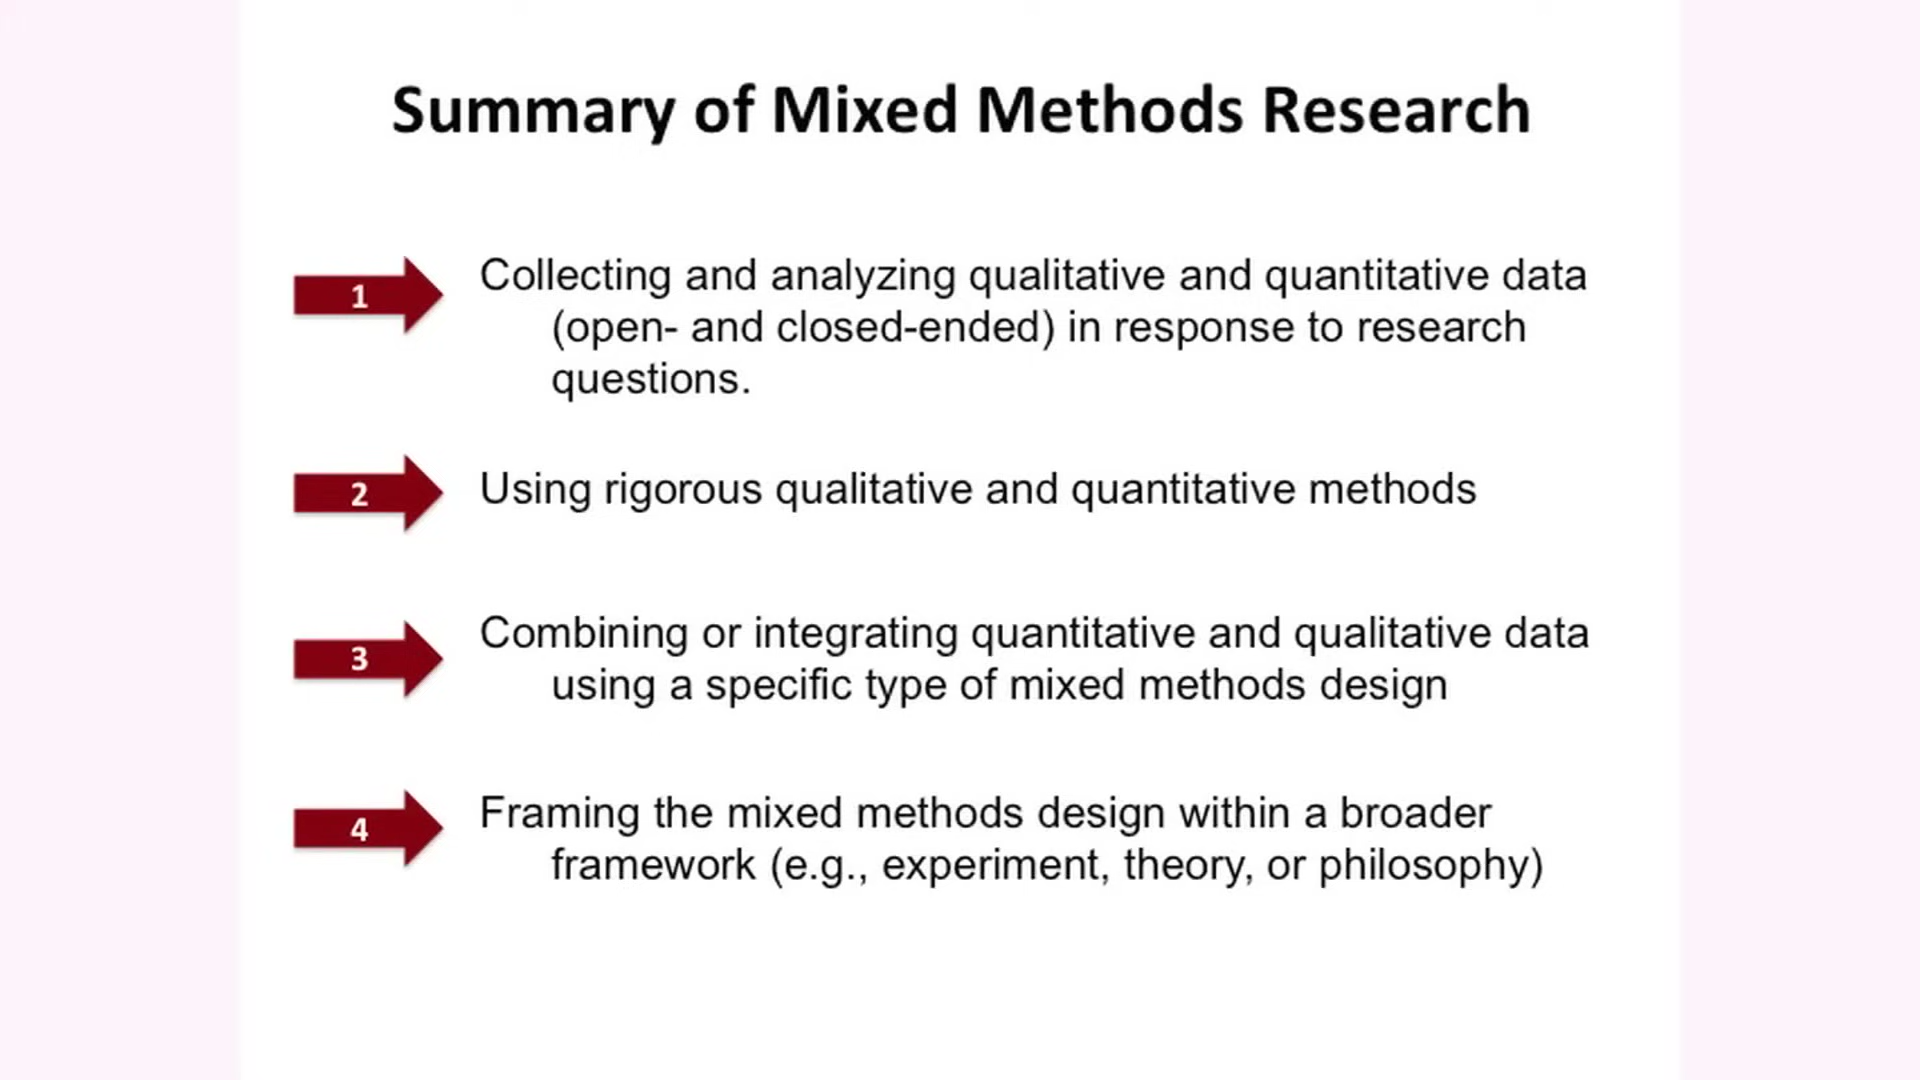 Summary of Mixed Methods Research
1
Collecting and analyzing qualitative and quantitative data
(open- and closed-ended) in response to research
questions.
2
Using rigorous qualitative and quantitative methods
3
Combining or integrating quantitative and qualitative data
using a specific type of mixed methods design
4
Framing the mixed methods design within a broader
framework (e.g., experiment, theory, or philosophy)